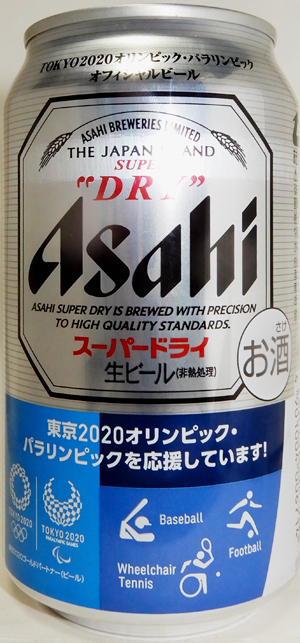 TOKYO2020オリンピック・パラリンピック
オフィシャルビール
ASAHI BREWERIES LIMITED
THE JAPAN BRAND
SUPER
"DRY"
Asahi
ASAHI SUPER DRY IS BREWED WITH PRECISION
TO HIGH QUALITY STANDARDS.
スーパードライ
生ビール(非熱処理)
さけ
お酒
東京2020オリンピック・
パラリンピックを応援しています!
TOKYO 2020
TOKYO 2020
PARALYMPIC GAMES
Baseball
Football
Wheelchair
Tennis